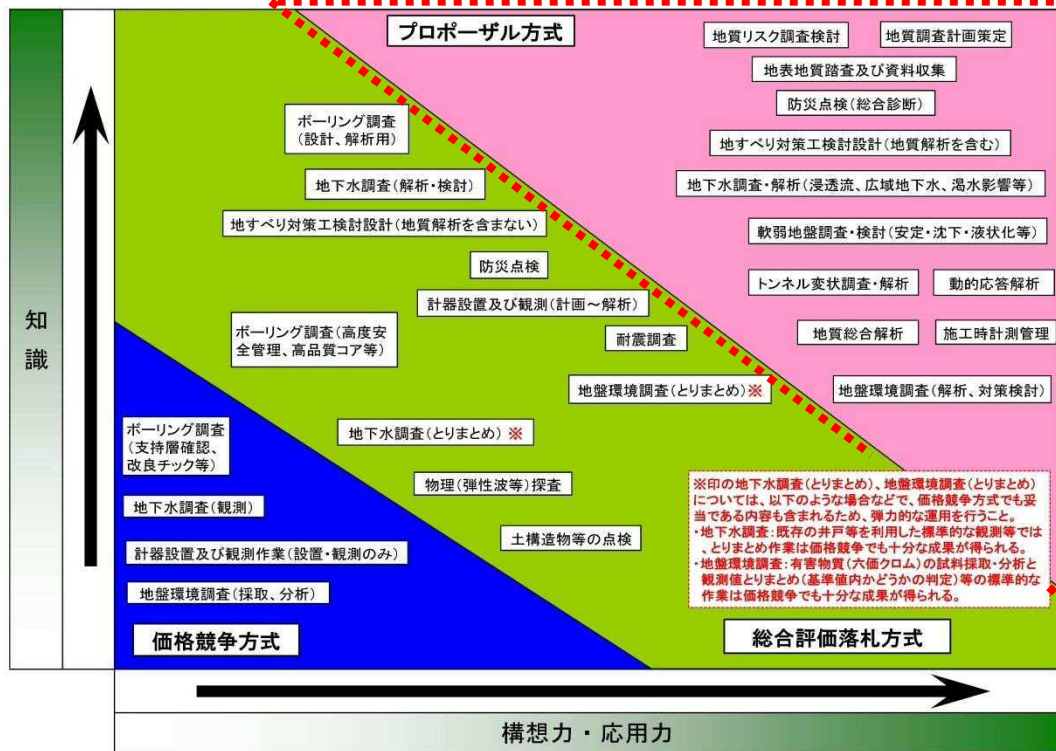 プロポーザル方式
地質リスク調査検討
地質調査計画策定
地表地質踏査及び資料収集
防災点検(総合診断)
ボーリング調査
(設計、解析用)
地すべり対策工検討設計(地質解析を含む)
地下水調査(解析・検討)
地下水調査・解析(浸透流、広域地下水、渇水影響等)
地すべり対策工検討設計(地質解析を含まない)
軟弱地盤調査・検討(安定・沈下・液状化等)
防災点検
トンネル変状調査・解析
動的応答解析
計器設置及び観測(計画～解析)
知識
ボーリング調査(高度安
全管理、高品質コア等)
耐震調査
地質総合解析
施工時計測管理
地盤環境調査(とりまとめ)※
地盤環境調査(解析、対策検討)
ボーリング調査
(支持層確認、
改良チック等)
地下水調査(とりまとめ)※
物理(弾性波等)探査
地下水調査(観測)
土構造物等の点検
計器設置及び観測作業(設置・観測のみ)
地盤環境調査(採取、分析)
※印の地下水調査(とりまとめ)、地盤環境調査(とりまとめ)
については、以下のような場合などで、価格競争方式でも妥
当である内容も含まれるため、弾力的な運用を行うこと。
・地下水調査:既存の井戸等を利用した標準的な観測等では
、とりまとめ作業は価格競争でも十分な成果が得られる。
・地盤環境調査:有害物質(六価クロム)の試料採取・分析と
観測値とりまとめ(基準値内かどうかの判定)等の標準的な
作業は価格競争でも十分な成果が得られる。
価格競争方式
総合評価落札方式
構想力・応用力